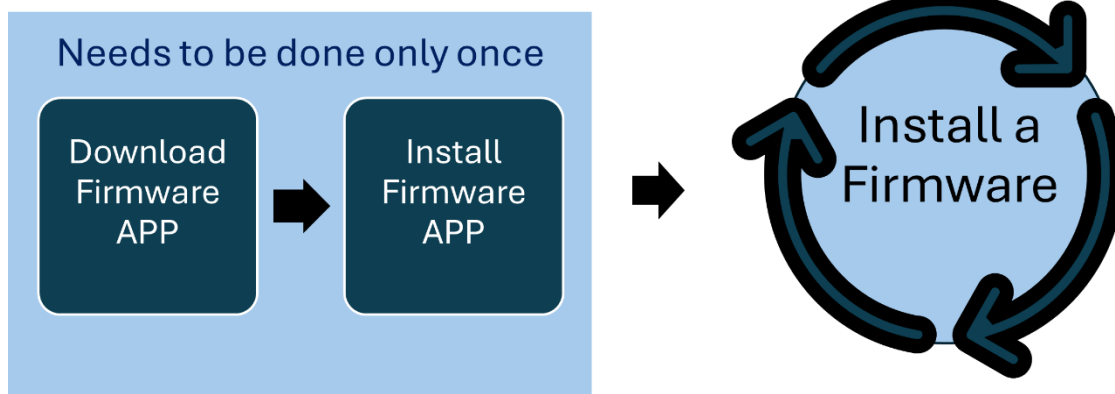 Needs to be done only once
Download
Firmware
APP
Install
Firmware
APP
Install a
Firmware